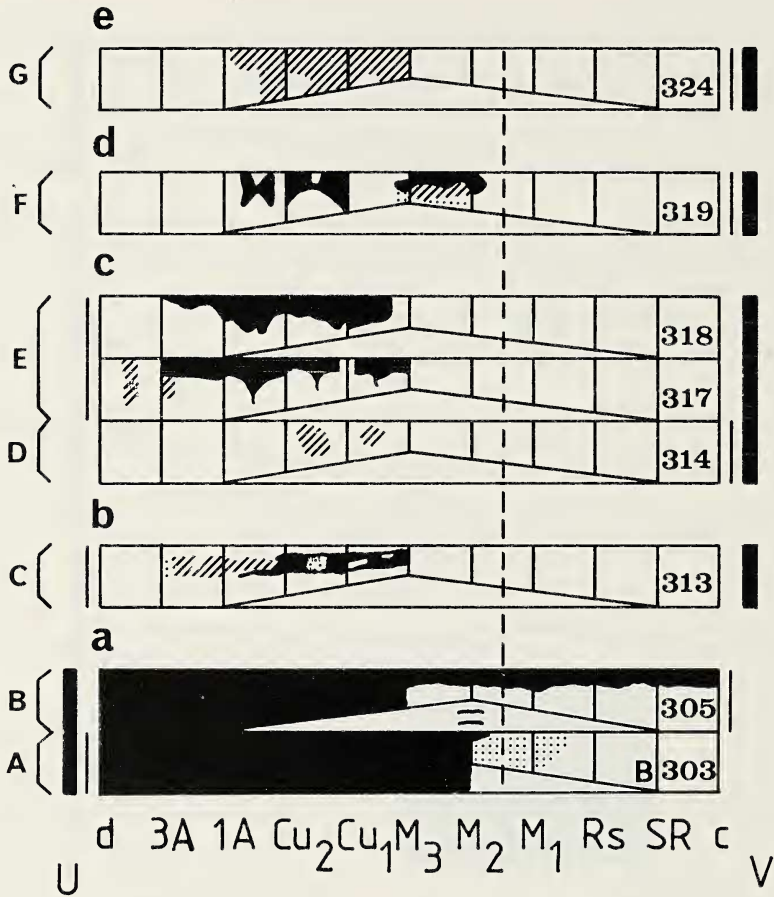 e
G 324
d
F 319
c
E 318
317
D 314
b
C 313
a
B 305
A B 303
d 3A 1A Cu₂ Cu₁ M₃ M₂ M₁ Rs SR c
U V